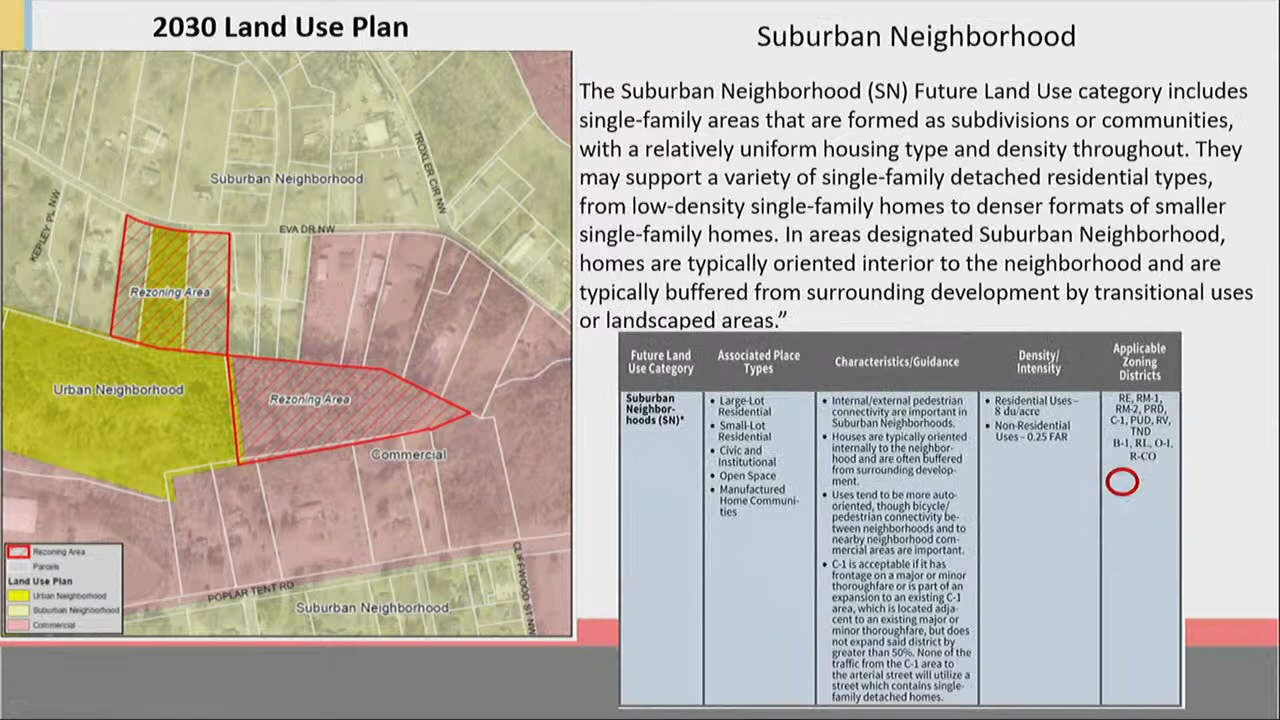 2030 Land Use Plan
Suburban Neighborhood
The Suburban Neighborhood (SN) Future Land Use category includes
single-family areas that are formed as subdivisions or communities,
with a relatively uniform housing type and density throughout. They
may support a variety of single-family detached residential types,
from low-density single-family homes to denser formats of smaller
single-family homes. In areas designated Suburban Neighborhood,
homes are typically oriented interior to the neighborhood and are
typically buffered from surrounding development by transitional uses
or landscaped areas.”
TROXLER CIR NW
Suburban Neighborhood
KEPLEY PL NW
EVA DR NW
Rezoning Area
Urban Neighborhood
Rezoning Area
Commercial
POPLAR TENT RD
CLIFFWOOD ST NW
Suburban Neighborhood
Rezoning Area
Parcels
Land Use Plan
Urban Neighborhood
Suburban Neighborhood
Commercial
Future Land
Use Category
Associated Place
Types
Characteristics/Guidance
Density/
Intensity
Applicable
Zoning
Districts
Suburban
Neighbor-
hoods (SN)*
• Large-Lot
Residential
• Small-Lot
Residential
• Civic and
Institutional
• Open Space
• Manufactured
Home Communi-
ties
• Internal/external pedestrian
connectivity are important in
Suburban Neighborhoods.
• Houses are typically oriented
internally to the neighbor-
hood and are often buffered
from surrounding develop-
ment.
• Uses tend to be more auto-
oriented, though bicycle/
pedestrian connectivity be-
tween neighborhoods and to
nearby neighborhood com-
mercial areas are important.
• C-1 is acceptable if it has
frontage on a major or minor
thoroughfare or is part of an
expansion to an existing C-1
area, which is located adja-
cent to an existing major or
minor thoroughfare, but does
not expand said district by
greater than 50%. None of the
traffic from the C-1 area to
the arterial street will utilize a
street which contains single-
family detached homes.
• Residential Uses –
8 du/acre
• Non-Residential
Uses – 0.25 FAR
RE, RM-1,
RM-2, PRD,
C-1, PUD, RV,
TND
B-1, RL, O-I,
R-CO